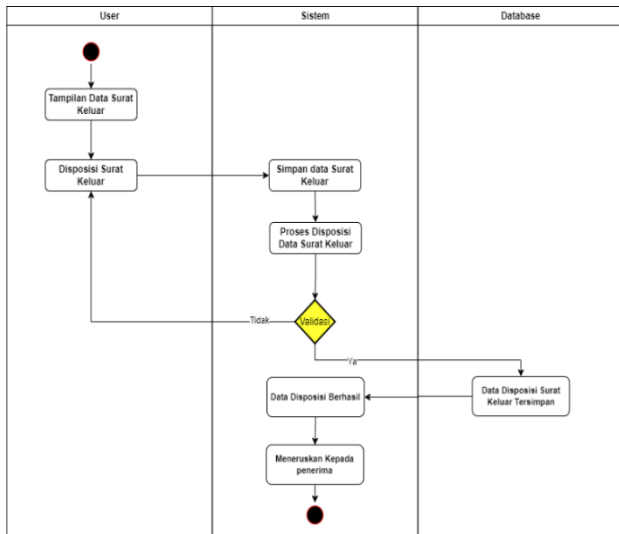 User
Sistem
Database
Tampilan Data Surat
Keluar
Disposisi Surat
Keluar
Simpan data Surat
Keluar
Proses Disposisi
Data Surat Keluar
Tidak
Validasi
Ya
Data Disposisi Surat
Keluar Tersimpan
Data Disposisi Berhasil
Meneruskan Kepada
penerima